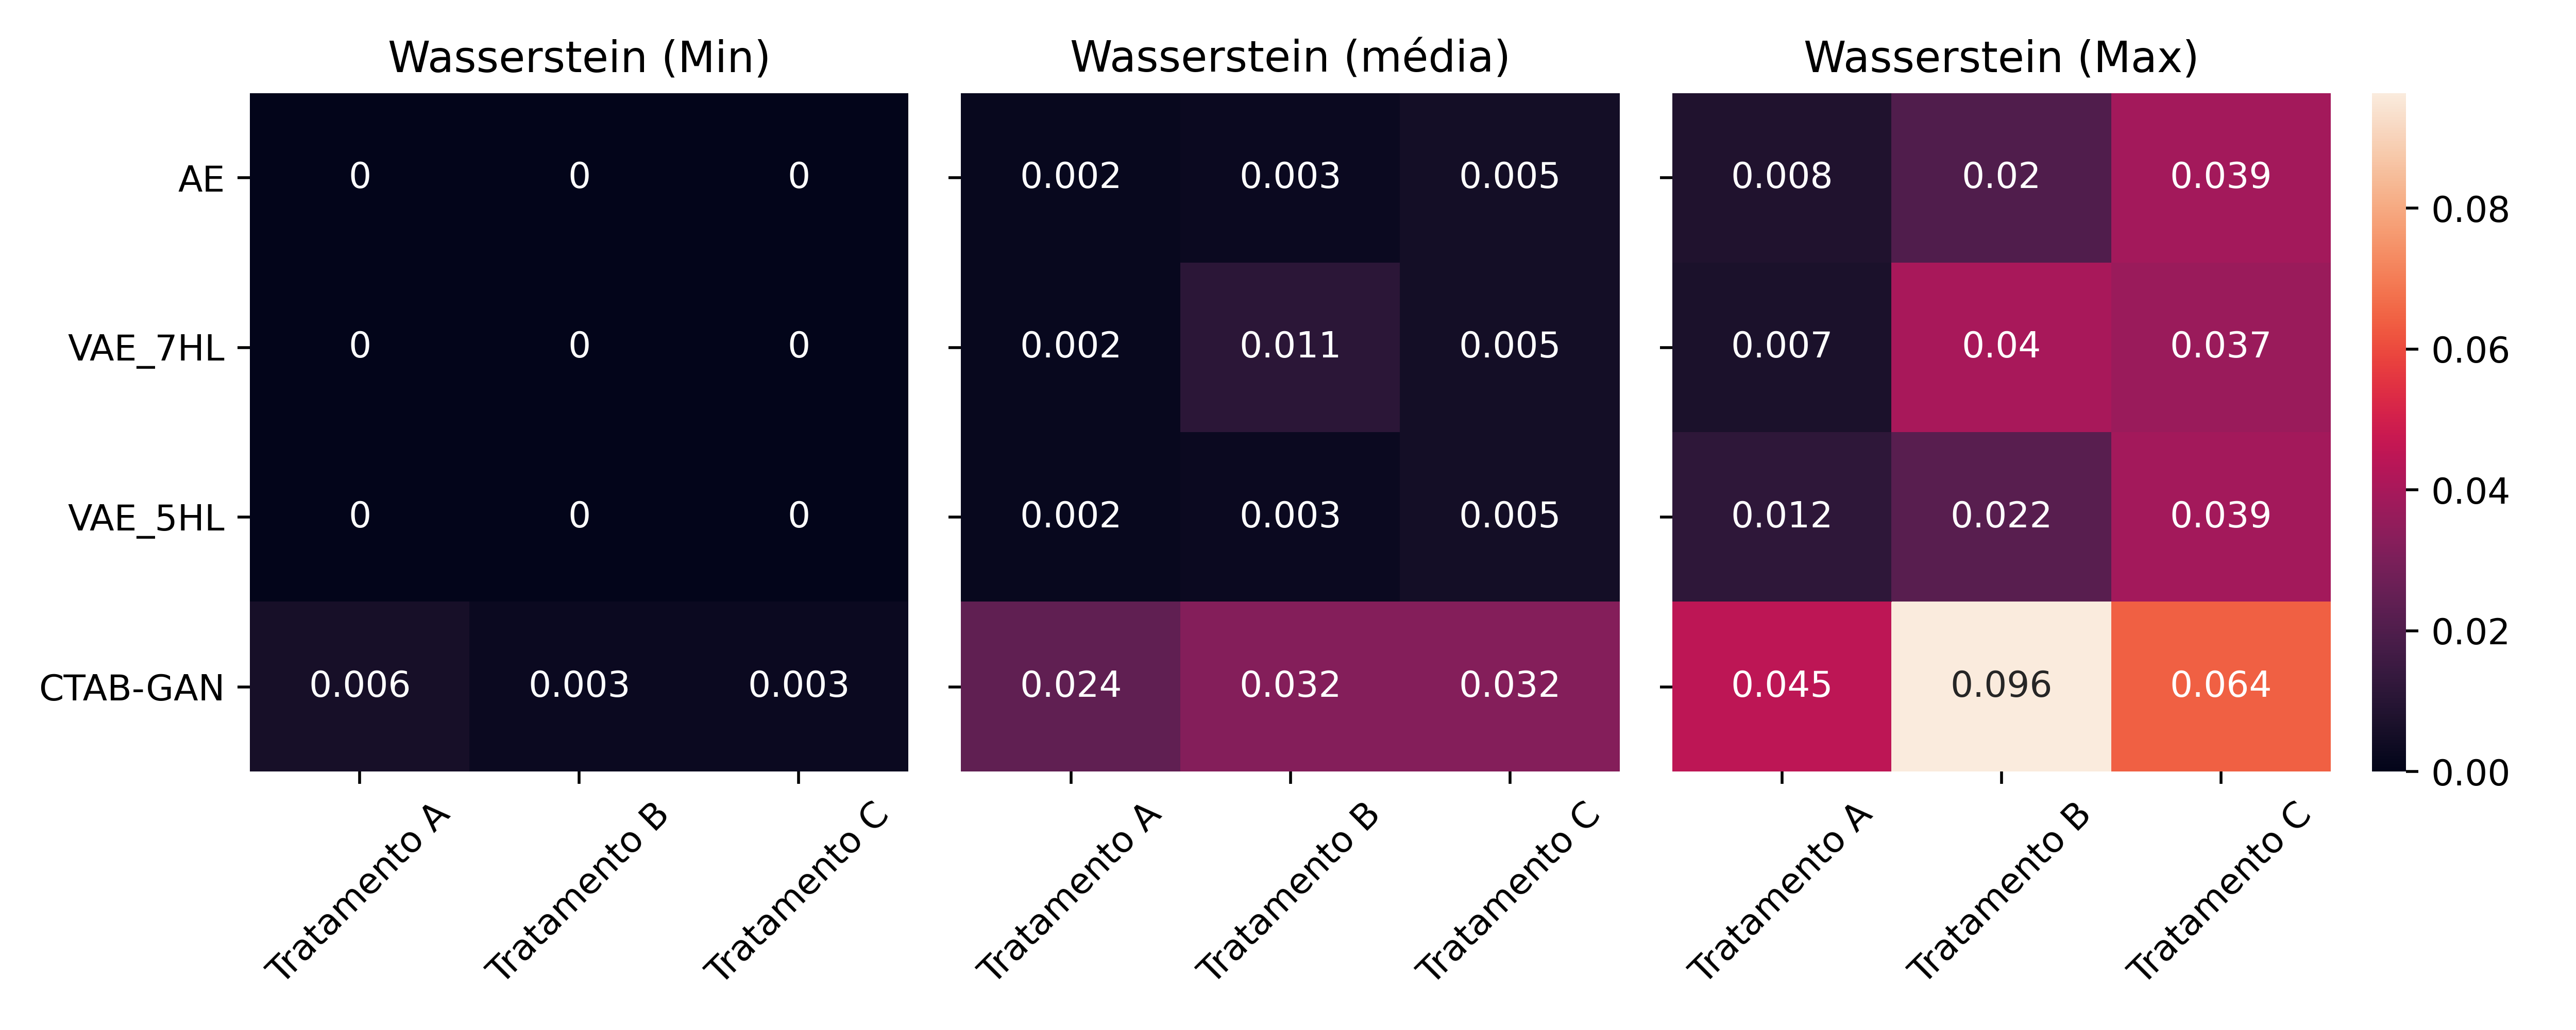 Wasserstein (Min) Wasserstein (média) Wasserstein (Max)
AE 0 0 0 0.002 0.003 0.005 0.008 0.02 0.039
0.08
VAE_7HL 0 0 0 0.002 0.011 0.005 0.007 0.04 0.037
0.06
0.04
VAE_5HL 0 0 0 0.002 0.003 0.005 0.012 0.022 0.039
0.02
CTAB-GAN 0.006 0.003 0.003 0.024 0.032 0.032 0.045 0.096 0.064
0.00
Tratamento A Tratamento B Tratamento C Tratamento A Tratamento B Tratamento C Tratamento A Tratamento B Tratamento C